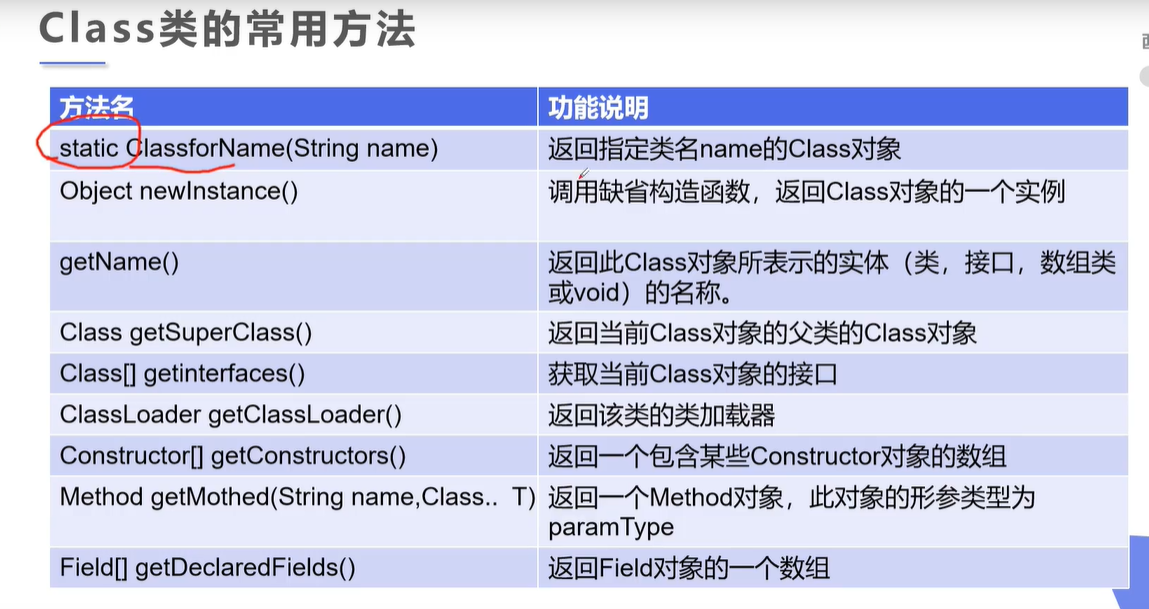 Class类的常用方法
方法名
功能说明
static ClassforName(String name)
返回指定类名name的Class对象
Object newInstance()
调用缺省构造函数，返回Class对象的一个实例
getName()
返回此Class对象所表示的实体（类，接口，数组类
或void）的名称。
Class getSuperClass()
返回当前Class对象的父类的Class对象
Class[] getinterfaces()
获取当前Class对象的接口
ClassLoader getClassLoader()
返回该类的类加载器
Constructor[] getConstructors()
返回一个包含某些Constructor对象的数组
Method getMothed(String name,Class.. T)
返回一个Method对象，此对象的形参类型为
paramType
Field[] getDeclaredFields()
返回Field对象的一个数组